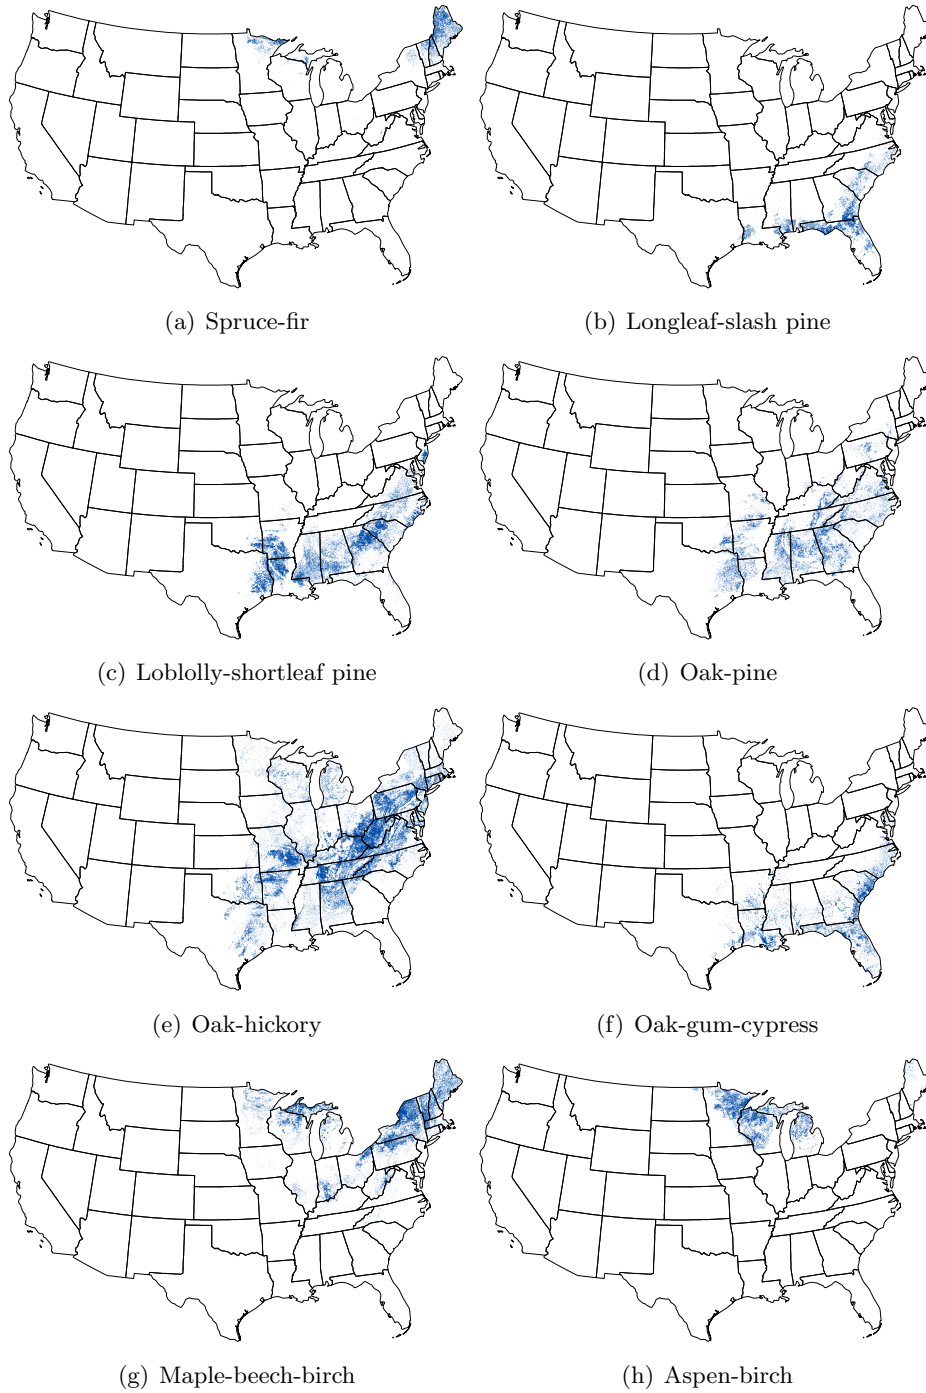 (a) Spruce-fir
(b) Longleaf-slash pine
(c) Loblolly-shortleaf pine
(d) Oak-pine
(e) Oak-hickory
(f) Oak-gum-cypress
(g) Maple-beech-birch
(h) Aspen-birch